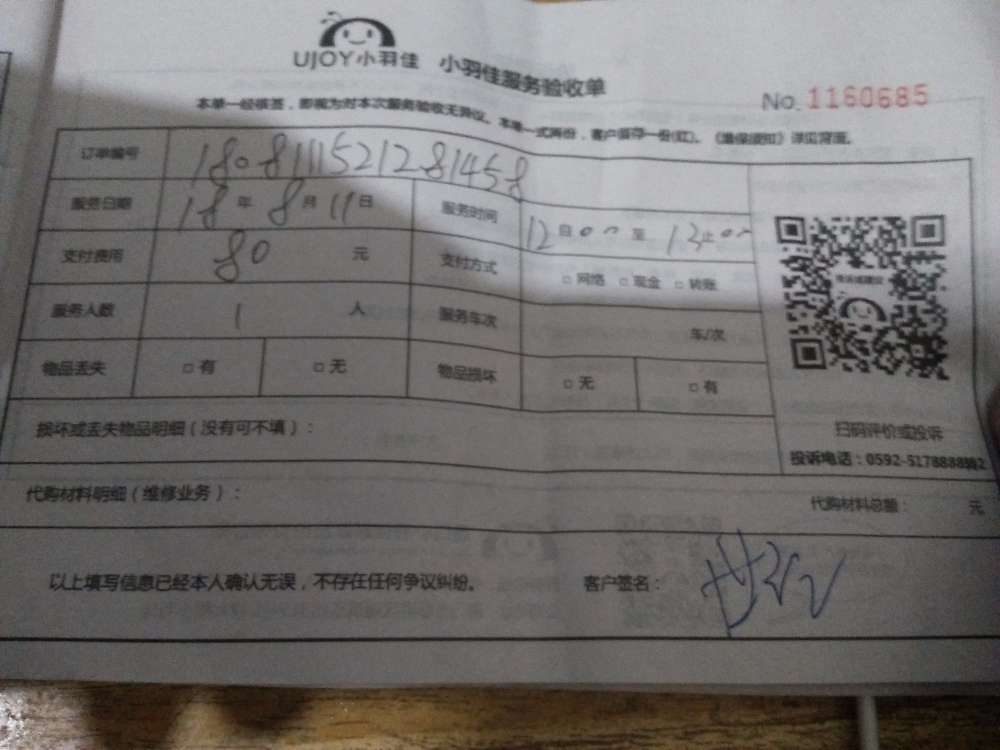 UJOY小羽佳 小羽佳服务验收单
No. 1160685
本单一经核签，即视为对本次服务验收无异议。本单一式两份，客户留存一份(红)。
订单编号 1808111521281458
服务日期 18 年 8 月 11 日 服务时间 12 自 00 至 13 止 00
支付费用 80 元 支付方式 □ 网络 □ 现金 □ 转账
服务人数 1 人 服务车次 车/次
物品丢失 □ 有 □ 无 物品损坏 □ 无 □ 有
扫码评价或投诉
损坏或丢失物品明细（没有可不填）：
投诉电话：0592-5178888
代购材料明细（维修业务）： 代购材料总额： 元
以上填写信息已经本人确认无误，不存在任何争议纠纷。 客户签名：